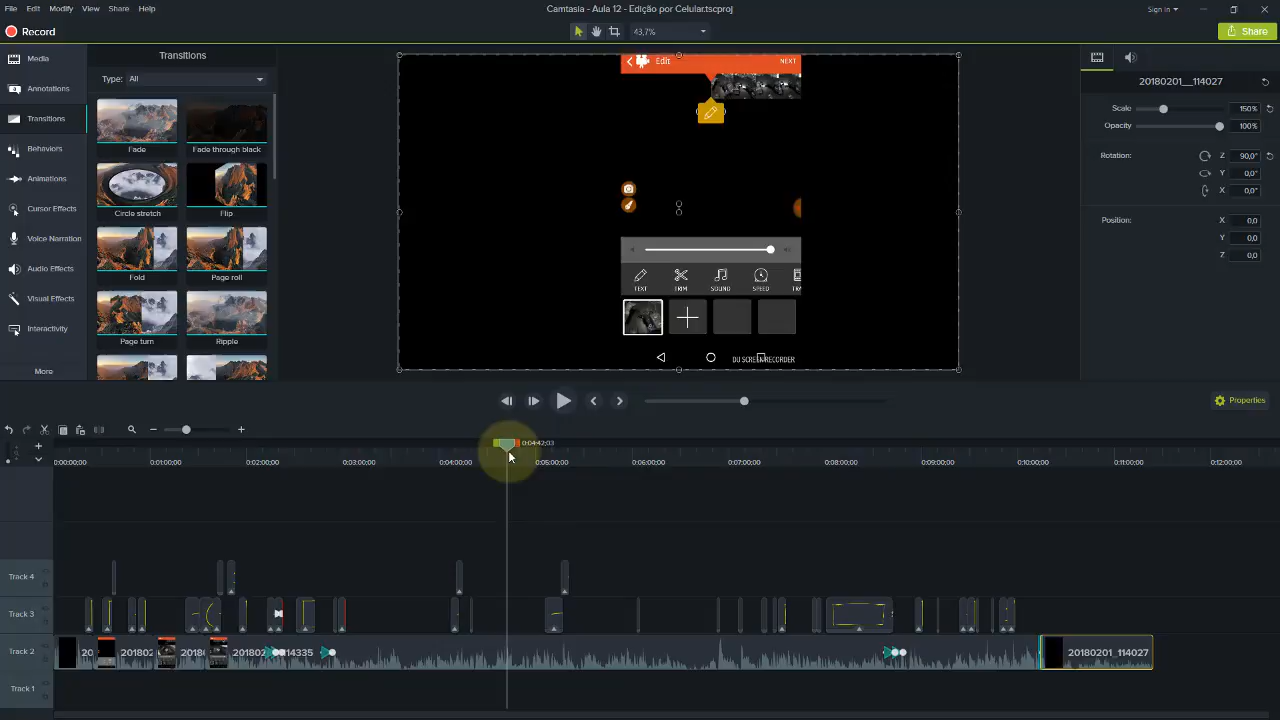 File Edit Modify View Share Help
Camtasia - Aula 12 - Edição por Celular.tscproj
Sign in
Record
43,7%
Share
Media
Annotations
Transitions
Behaviors
Animations
Cursor Effects
Voice Narration
Audio Effects
Visual Effects
Interactivity
More
Transitions
Type: All
Fade
Fade through black
Circle stretch
Flip
Fold
Page roll
Page turn
Ripple
Edit
NEXT
TEXT
TRIM
SOUND
SPEED
DU SCREEN RECORDER
20180201__114027
Scale 150%
Opacity 100%
Rotation: Z 90,0°
Y 0,0°
X 0,0°
Position: X 0,0
Y 0,0
Z 0,0
Properties
0:04:42;03
0:00:00;00 0:01:00;00 0:02:00;00 0:03:00;00 0:04:00;00 0:05:00;00 0:06:00;00 0:07:00;00 0:08:00;00 0:09:00;00 0:10:00;00 0:11:00;00 0:12:00;00
Track 4
Track 3
Track 2
20180201_114027
Track 1